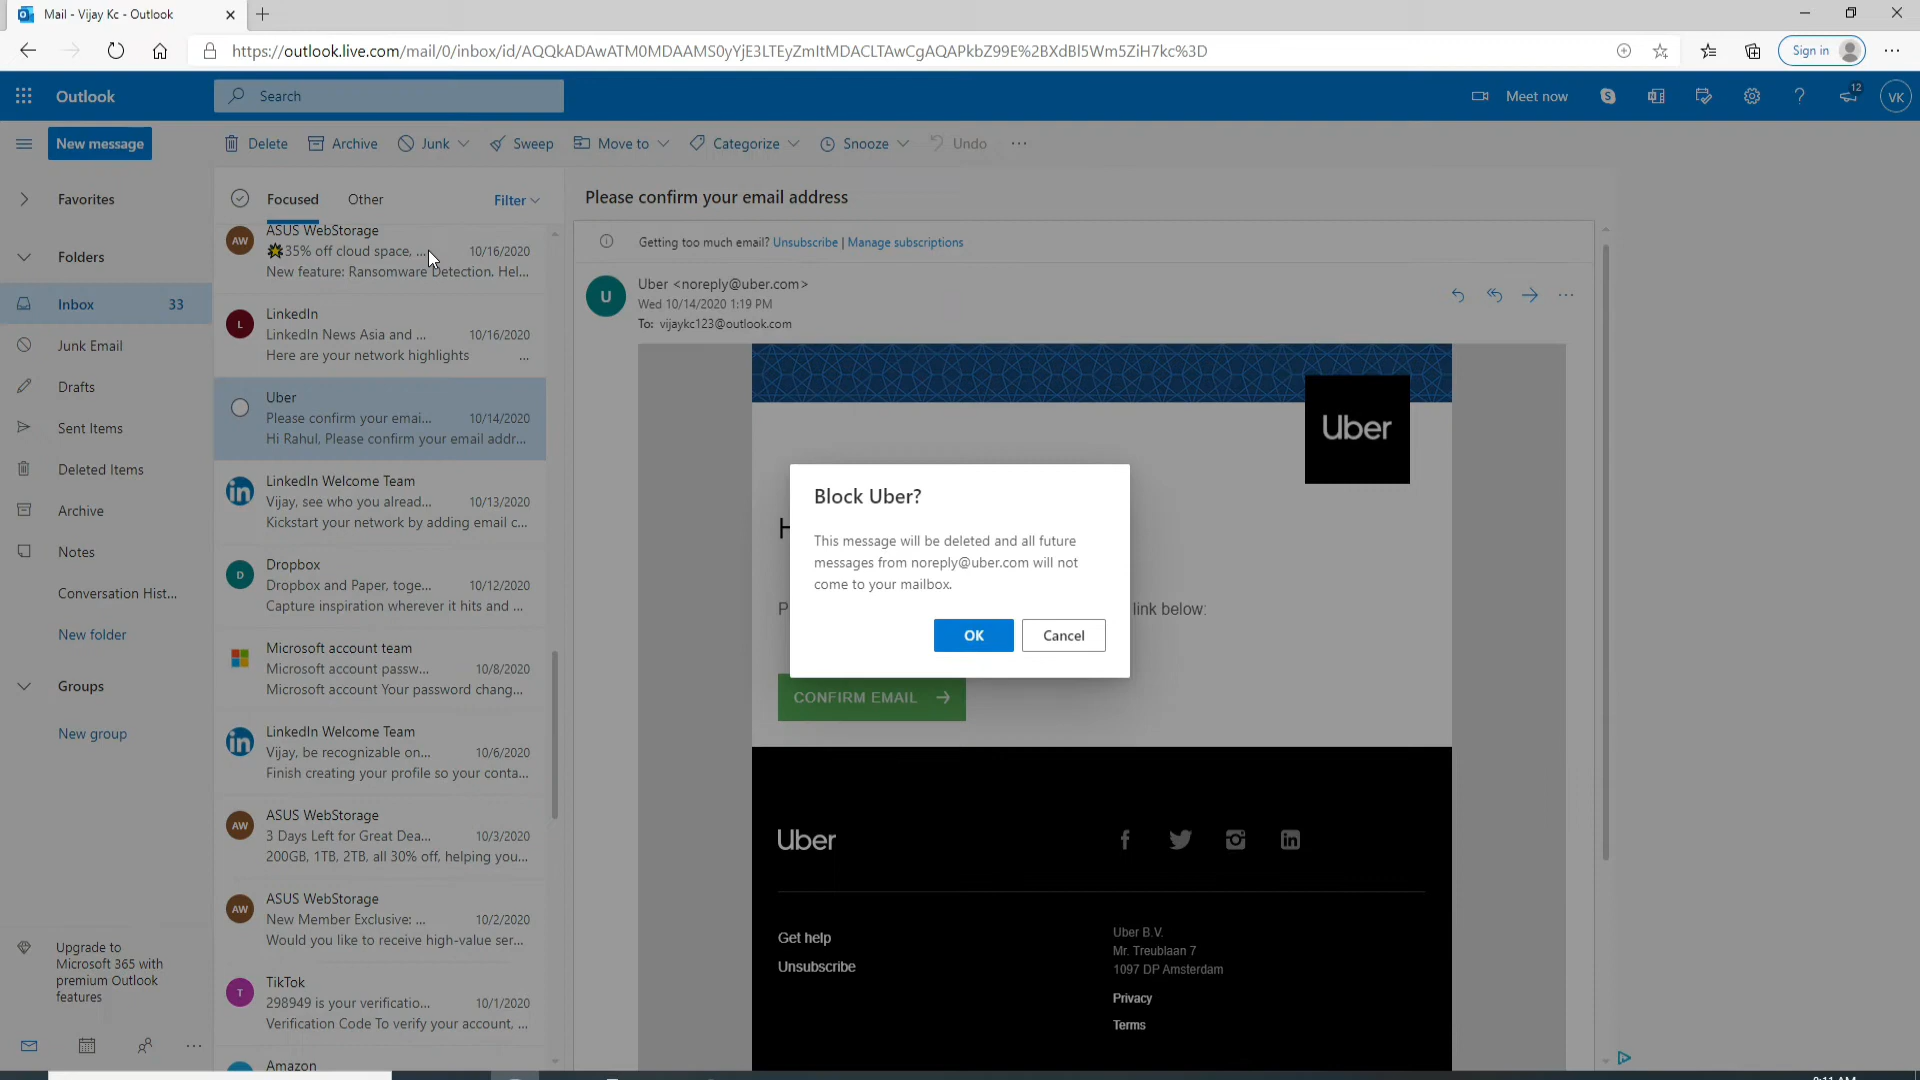 Mail - Vijay Kc - Outlook
https://outlook.live.com/mail/0/inbox/id/AQQkADAwATM0MDAAMS0yYjE3LTEyZmItMDACLTAwCgAQAPkbZ99E%2BXdBl5Wm5ZiH7kc%3D
Sign in
Outlook
Search
Meet now
12
VK
New message
Delete
Archive
Junk
Sweep
Move to
Categorize
Snooze
Undo
Favorites
Folders
Inbox 33
Junk Email
Drafts
Sent Items
Deleted Items
Archive
Notes
Conversation Hist...
New folder
Groups
New group
Upgrade to
Microsoft 365 with
premium Outlook
features
Focused
Other
Filter
AW
ASUS WebStorage
35% off cloud space, ... 10/16/2020
New feature: Ransomware Detection. Hel...
L
LinkedIn
LinkedIn News Asia and ... 10/16/2020
Here are your network highlights ...
Uber
Please confirm your emai... 10/14/2020
Hi Rahul, Please confirm your email addr...
in
LinkedIn Welcome Team
Vijay, see who you alread... 10/13/2020
Kickstart your network by adding email c...
D
Dropbox
Dropbox and Paper, toge... 10/12/2020
Capture inspiration wherever it hits and ...
Microsoft account team
Microsoft account passw... 10/8/2020
Microsoft account Your password chang...
in
LinkedIn Welcome Team
Vijay, be recognizable on... 10/6/2020
Finish creating your profile so your conta...
AW
ASUS WebStorage
3 Days Left for Great Dea... 10/3/2020
200GB, 1TB, 2TB, all 30% off, helping you...
AW
ASUS WebStorage
New Member Exclusive: ... 10/2/2020
Would you like to receive high-value ser...
T
TikTok
298949 is your verificatio... 10/1/2020
Verification Code To verify your account, ...
Amazon
Please confirm your email address
Getting too much email? Unsubscribe | Manage subscriptions
U
Uber <noreply@uber.com>
Wed 10/14/2020 1:19 PM
To: vijaykc123@outlook.com
Uber
H
P
link below:
Block Uber?
This message will be deleted and all future
messages from noreply@uber.com will not
come to your mailbox.
OK
Cancel
CONFIRM EMAIL
Uber
Get help
Unsubscribe
Uber B.V.
Mr. Treublaan 7
1097 DP Amsterdam
Privacy
Terms